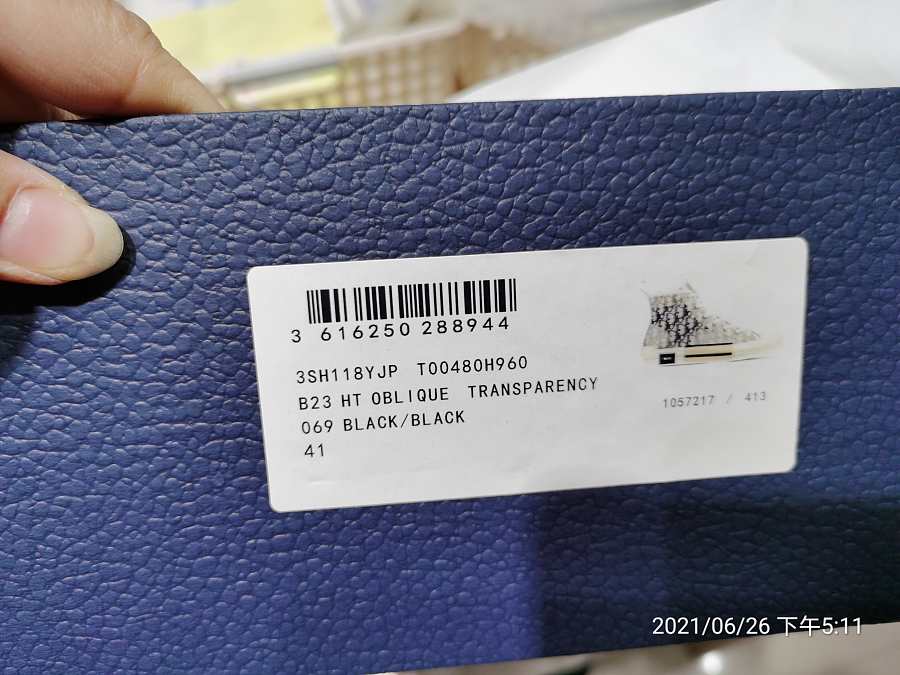 3 616250 288944
3SH118YJP T00480H960
B23 HT OBLIQUE TRANSPARENCY
069 BLACK/BLACK
41
1057217 / 413
2021/06/26 下午5:11